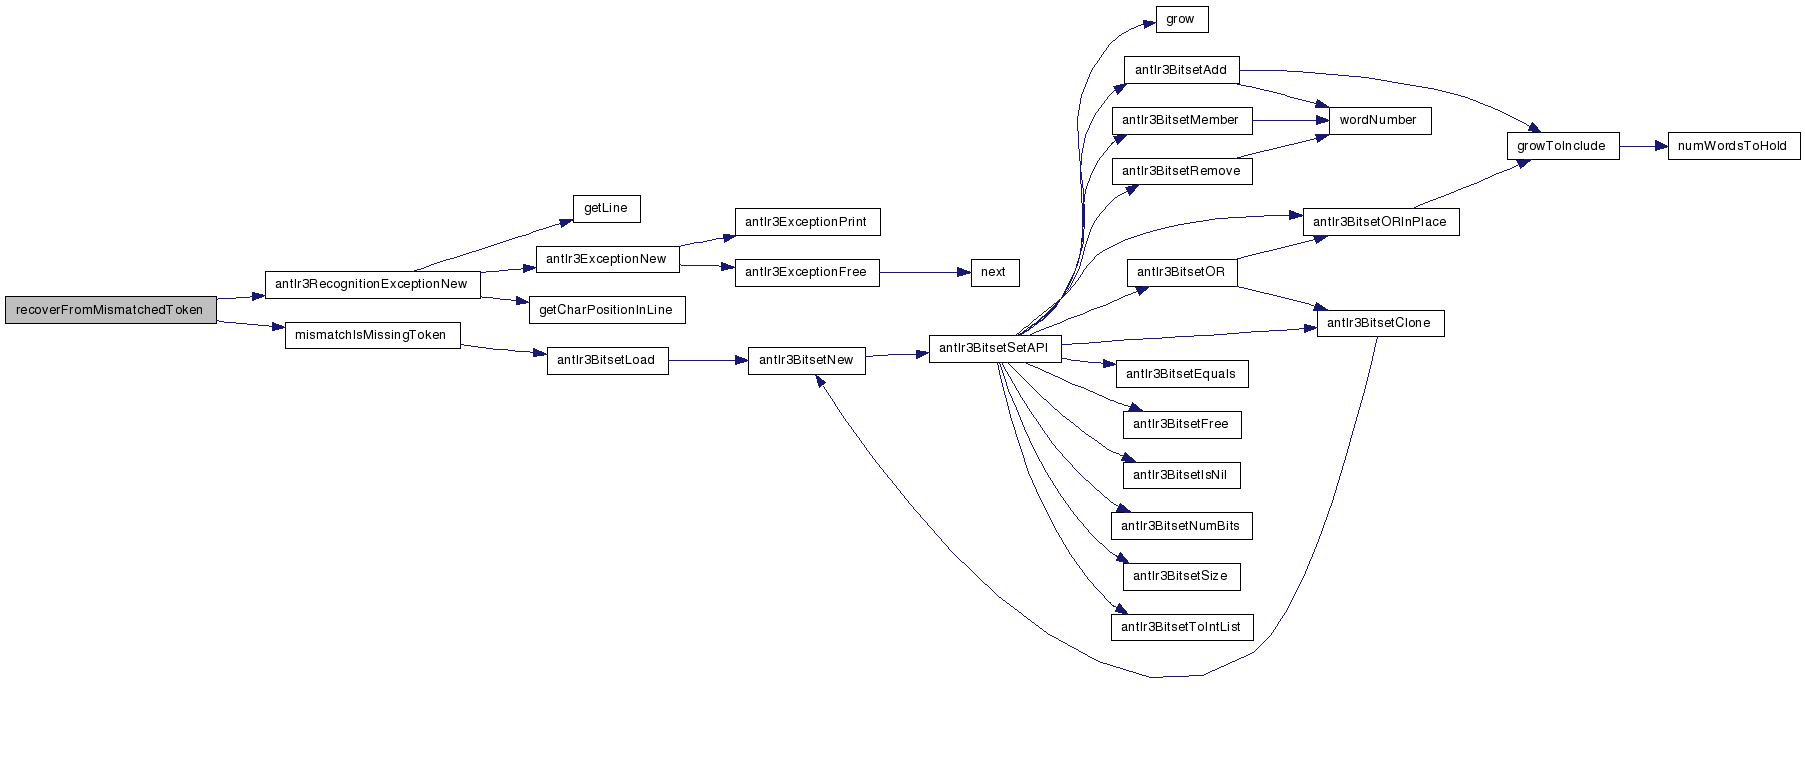 grow
antlr3BitsetAdd
antlr3BitsetMember
wordNumber
growToInclude
numWordsToHold
antlr3BitsetRemove
getLine
antlr3ExceptionPrint
antlr3BitsetORInPlace
antlr3ExceptionNew
antlr3ExceptionFree
next
antlr3BitsetOR
antlr3RecognitionExceptionNew
recoverFromMismatchedToken
getCharPositionInLine
antlr3BitsetClone
mismatchIsMissingToken
antlr3BitsetSetAPI
antlr3BitsetLoad
antlr3BitsetNew
antlr3BitsetEquals
antlr3BitsetFree
antlr3BitsetIsNil
antlr3BitsetNumBits
antlr3BitsetSize
antlr3BitsetToIntList